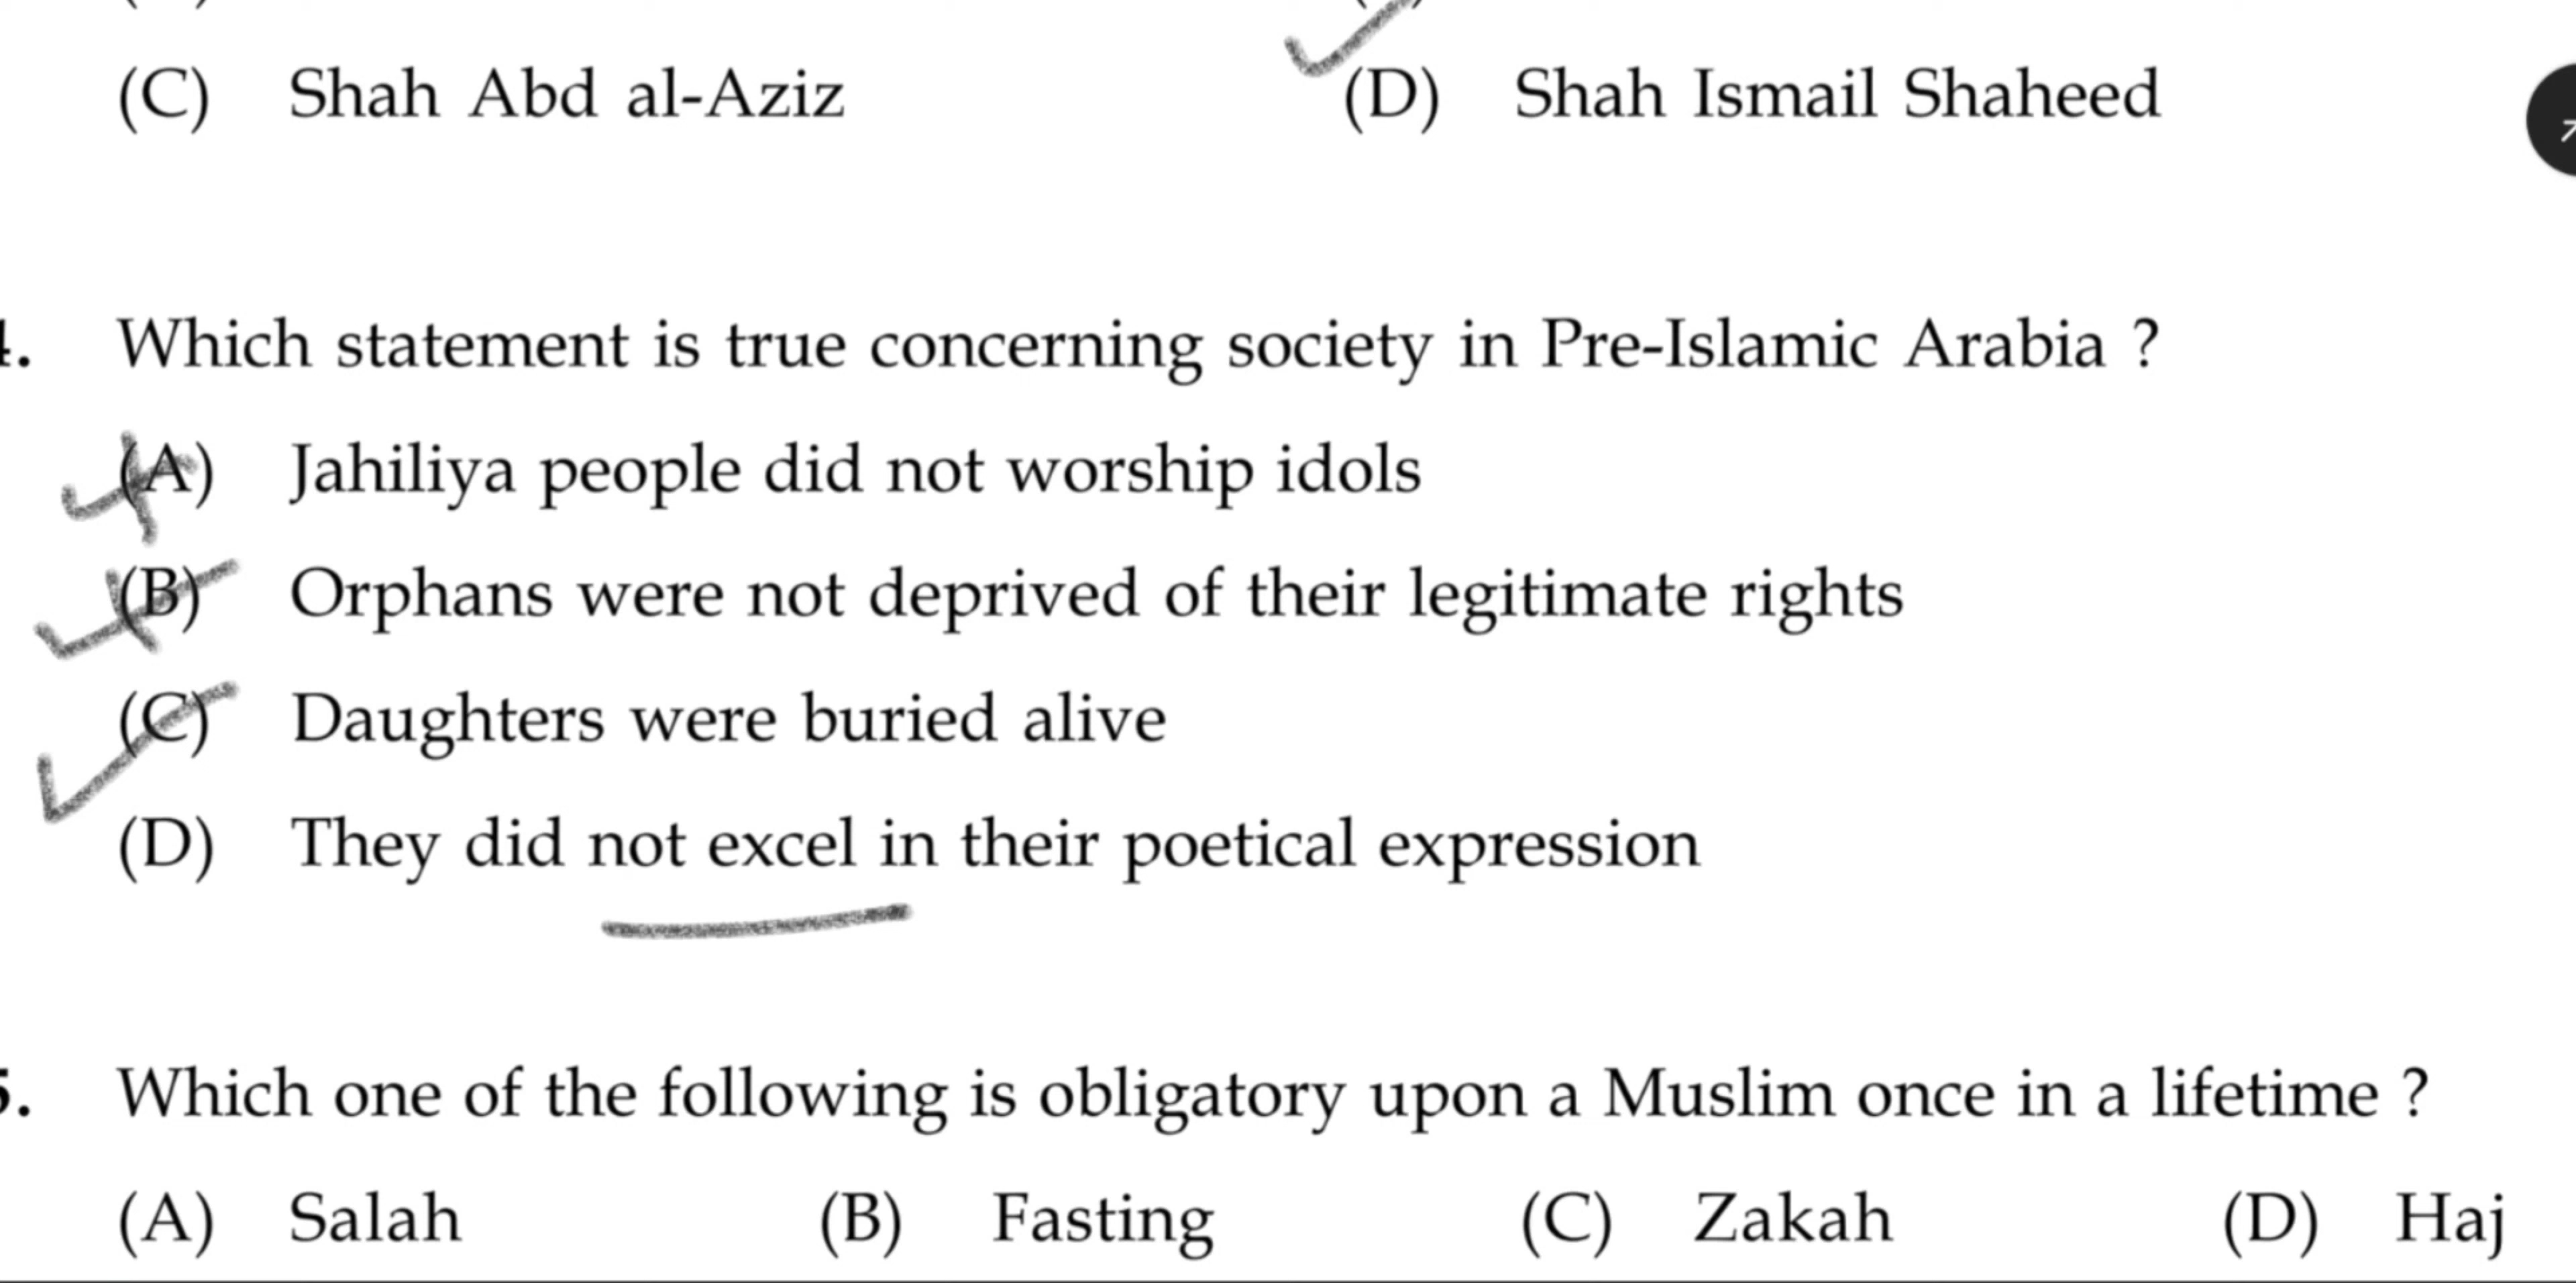 (C) Shah Abd al-Aziz (D) Shah Ismail Shaheed
4. Which statement is true concerning society in Pre-Islamic Arabia ?
(A) Jahiliya people did not worship idols
(B) Orphans were not deprived of their legitimate rights
(C) Daughters were buried alive
(D) They did not excel in their poetical expression
5. Which one of the following is obligatory upon a Muslim once in a lifetime ?
(A) Salah (B) Fasting (C) Zakah (D) Haj